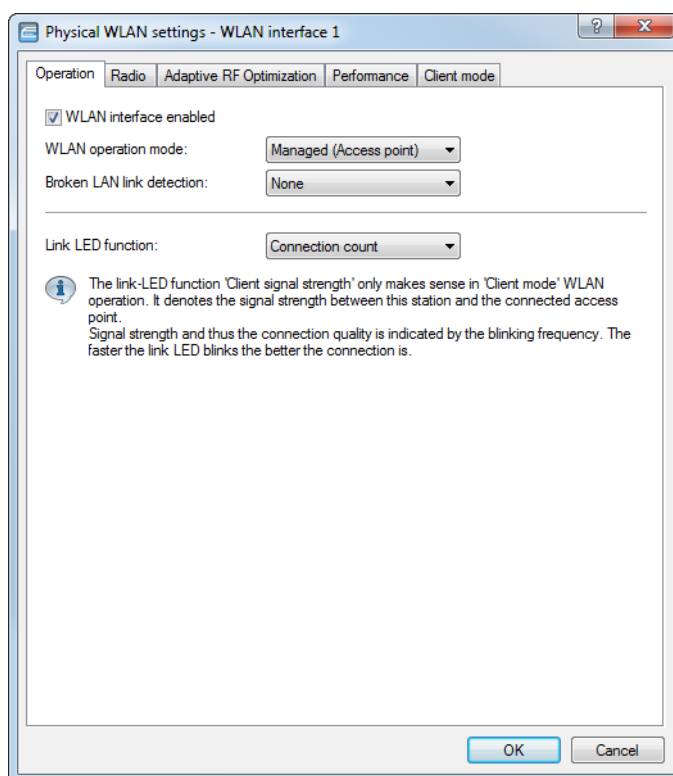 Physical WLAN settings - WLAN interface 1
?
Operation Radio Adaptive RF Optimization Performance Client mode
WLAN interface enabled
WLAN operation mode: Managed (Access point)
Broken LAN link detection: None
Link LED function: Connection count
The link-LED function 'Client signal strength' only makes sense in 'Client mode' WLAN
operation. It denotes the signal strength between this station and the connected access
point.
Signal strength and thus the connection quality is indicated by the blinking frequency. The
faster the link LED blinks the better the connection is.
OK Cancel